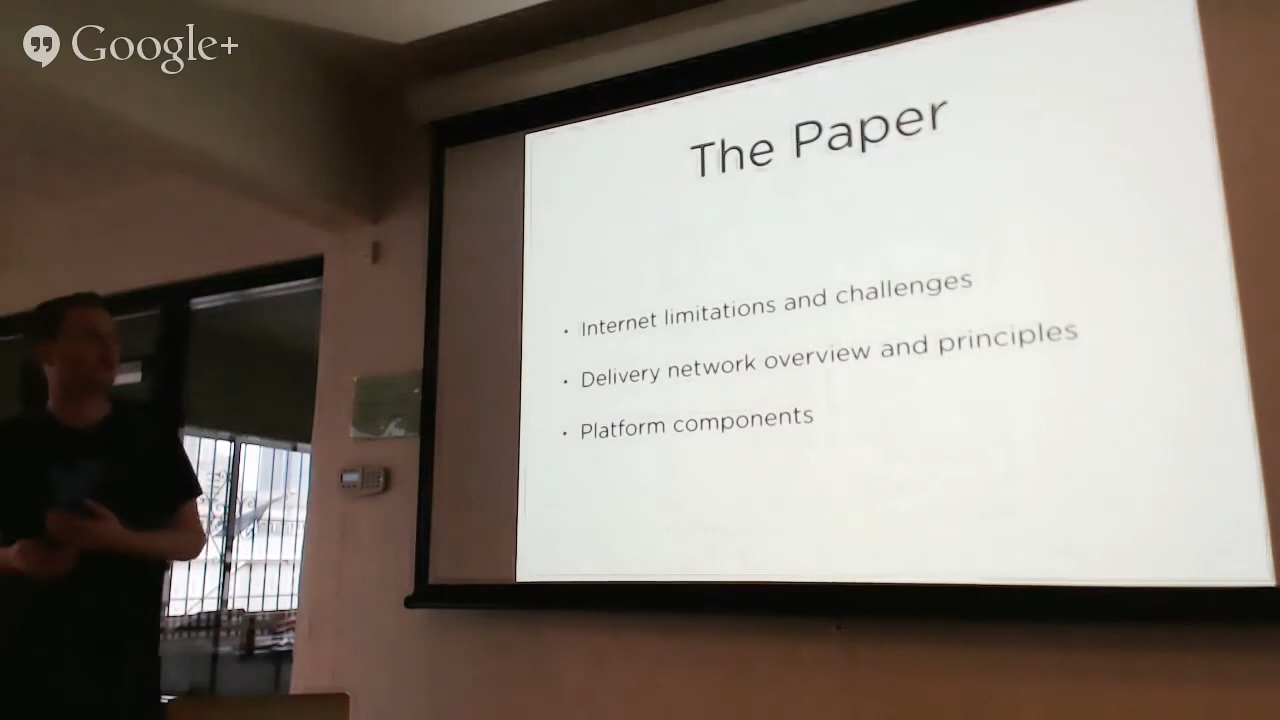 Google+
The Paper
• Internet limitations and challenges
• Delivery network overview and principles
• Platform components